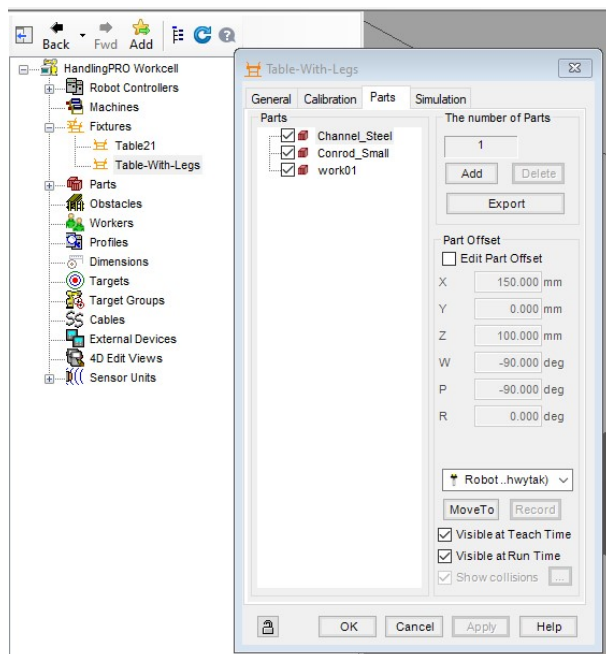 Back Fwd Add
HandlingPRO Workcell
Robot Controllers
Machines
Fixtures
Table21
Table-With-Legs
Parts
Obstacles
Workers
Profiles
Dimensions
Targets
Target Groups
Cables
External Devices
4D Edit Views
Sensor Units
Table-With-Legs
General Calibration Parts Simulation
Parts
Channel_Steel
Conrod_Small
work01
The number of Parts
1
Add Delete
Export
Part Offset
Edit Part Offset
X 150.000 mm
Y 0.000 mm
Z 100.000 mm
W -90.000 deg
P -90.000 deg
R 0.000 deg
Robot..hwytak)
MoveTo Record
Visible at Teach Time
Visible at Run Time
Show collisions ...
OK Cancel Apply Help